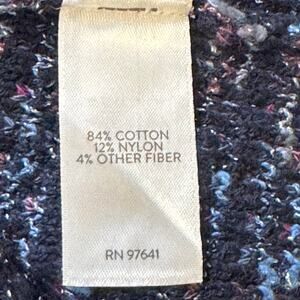 84% COTTON
12% NYLON
4% OTHER FIBER
RN 97641